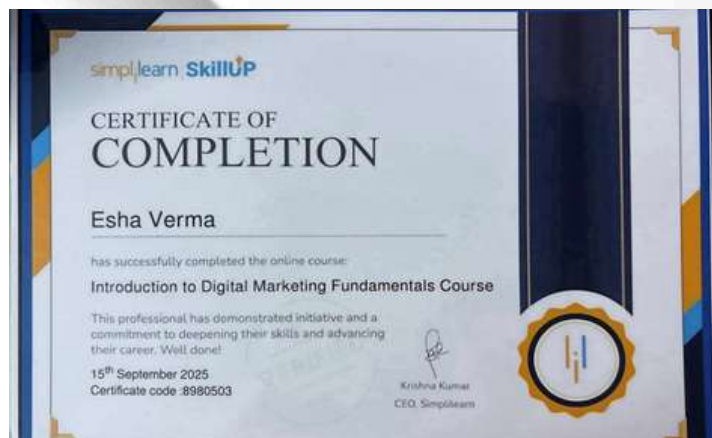 simplilearn SkillUP
CERTIFICATE OF
COMPLETION
Esha Verma
has successfully completed the online course:
Introduction to Digital Marketing Fundamentals Course
This professional has demonstrated initiative and a
commitment to deepening their skills and advancing
their career. Well done!
15th September 2025
Certificate code :8980503
Krishna Kumar
CEO, Simplilearn